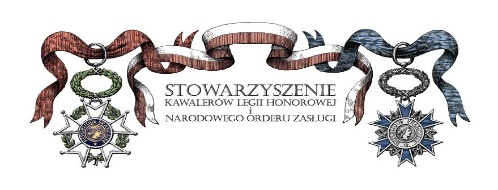 STOWARZYSZENIE
KAWALERÓW LEGII HONOROWEJ
i
NARODOWEGO ORDERU ZASŁUGI